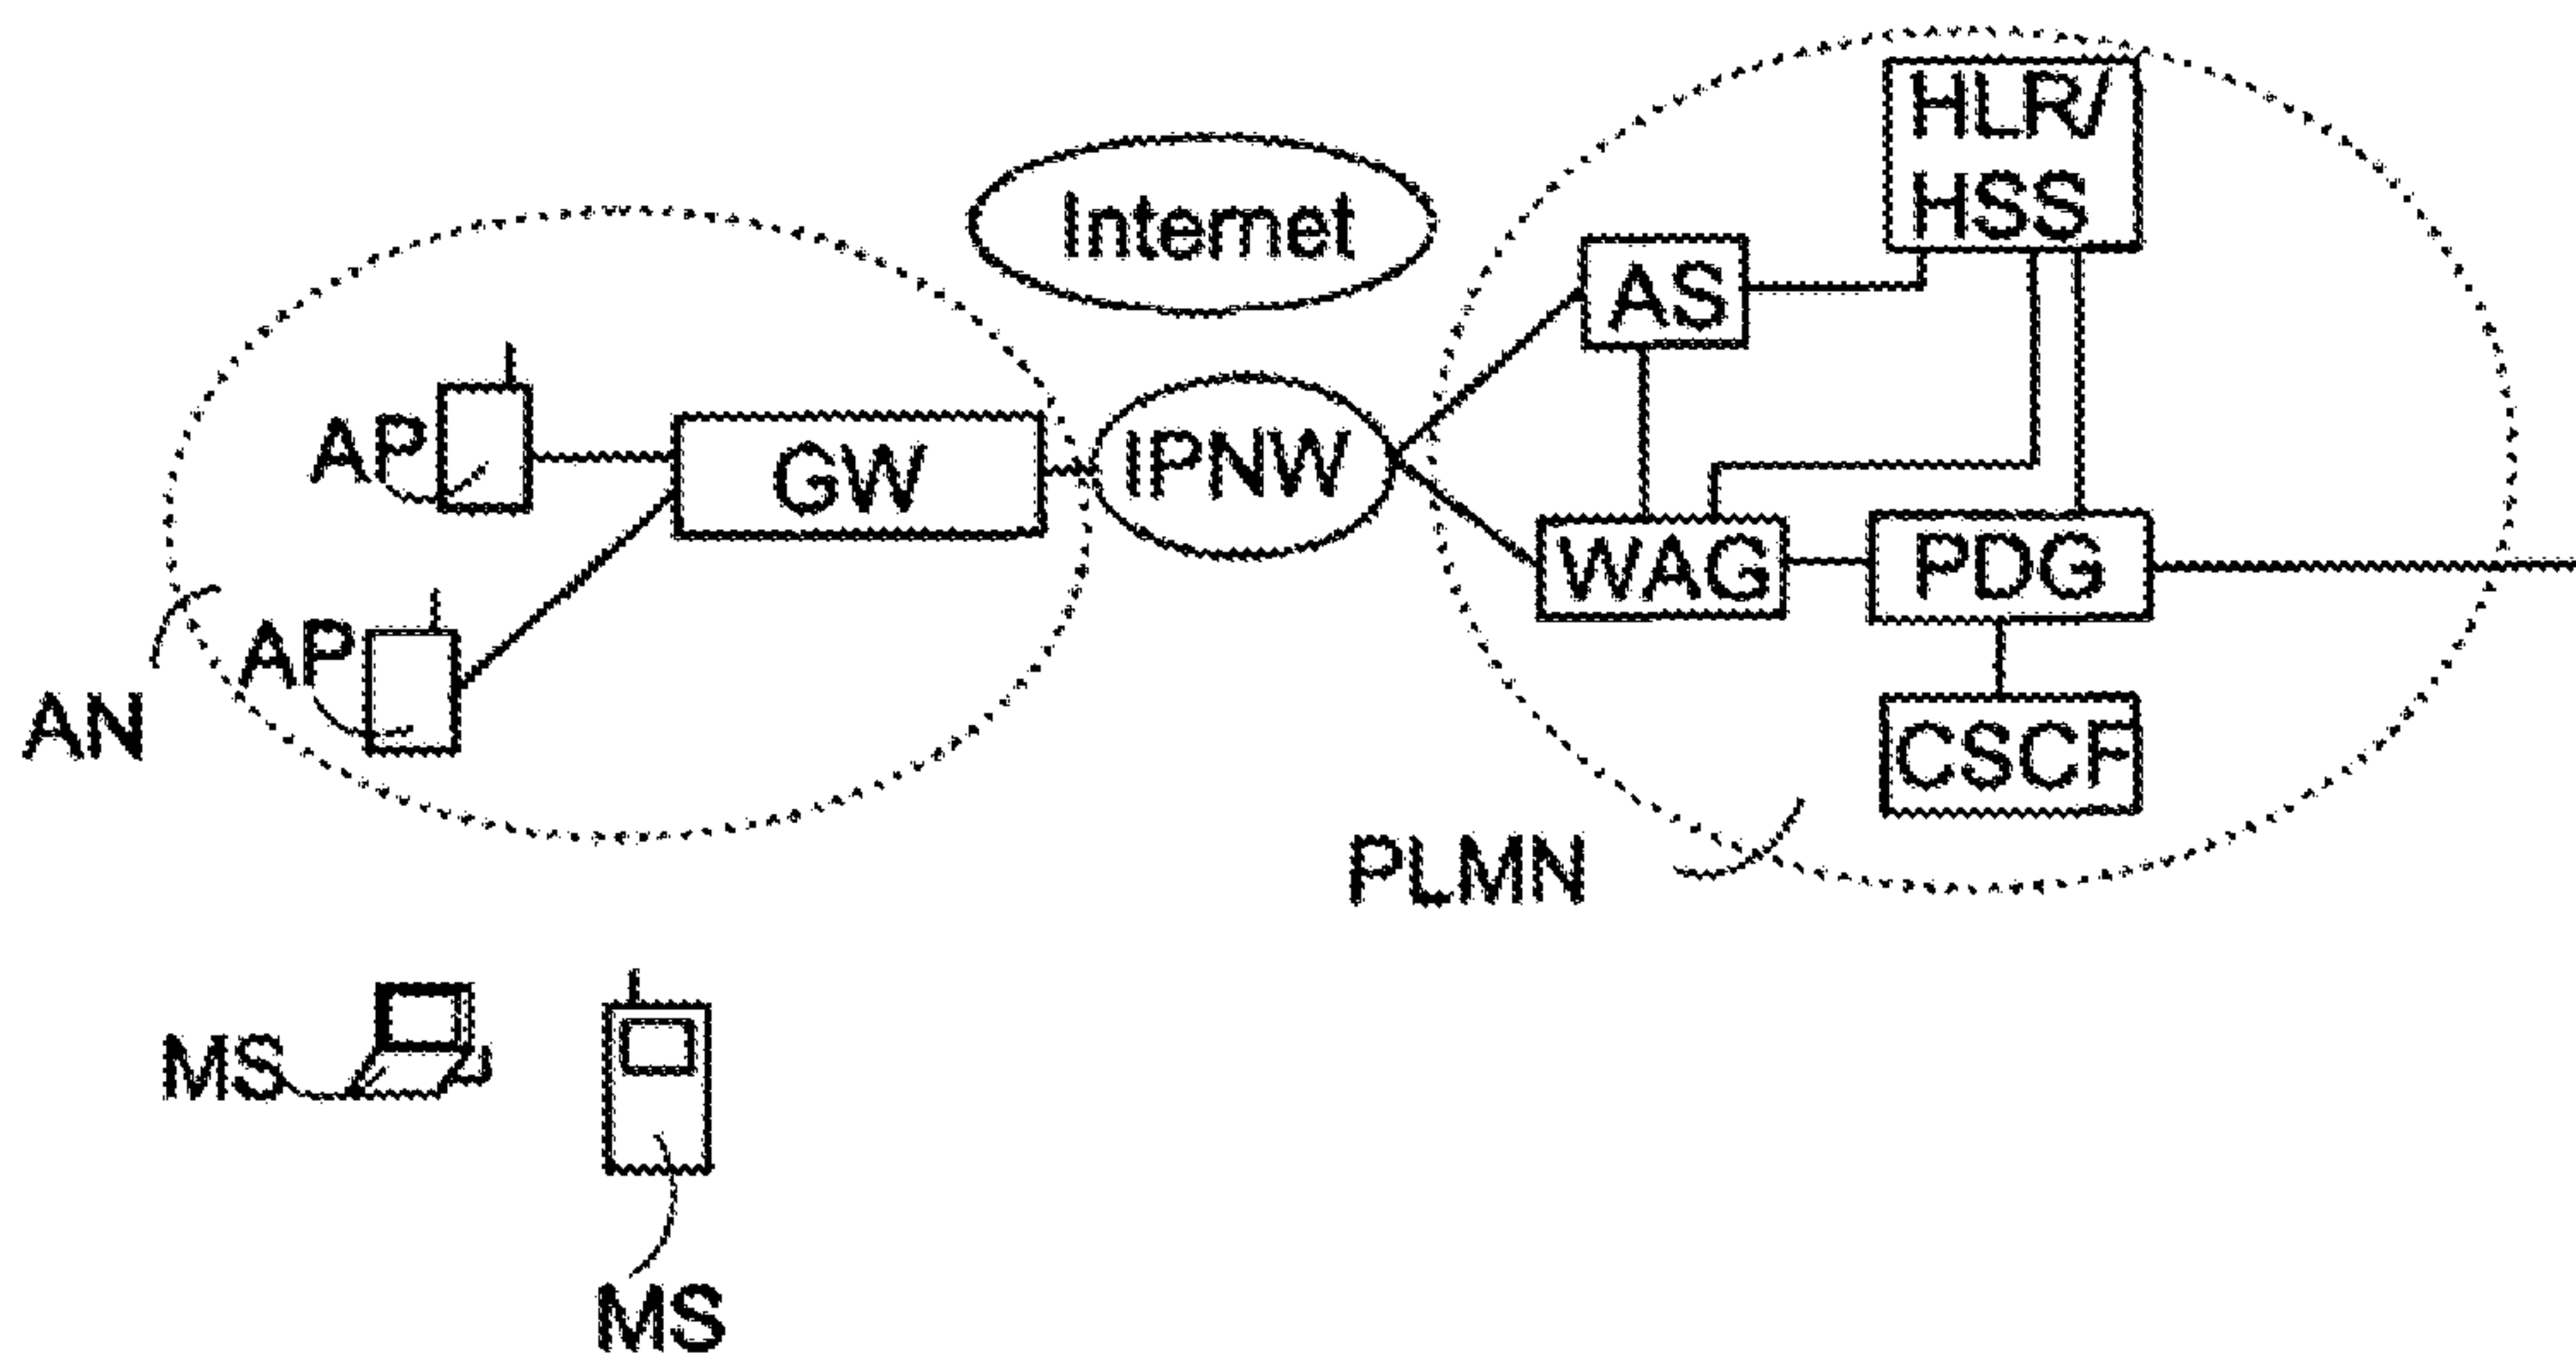 HLR/
HSS
Internet
AS
AP
GW
IPNW
WAG
PDG
AP
AN
CSCF
PLMN
MS
MS